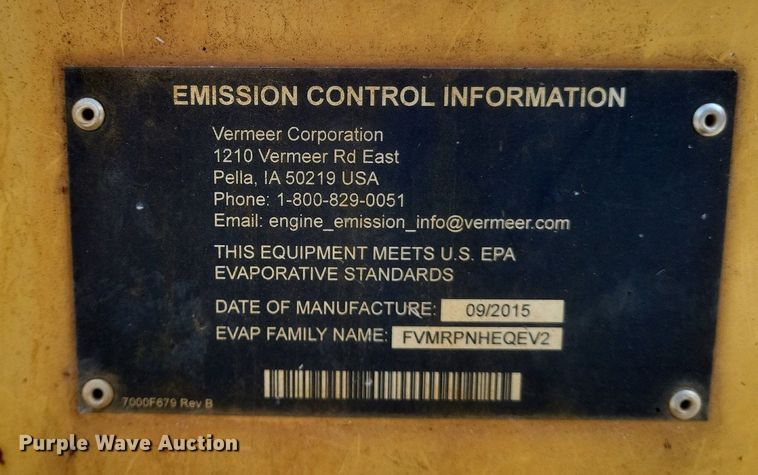 EMISSION CONTROL INFORMATION
Vermeer Corporation
1210 Vermeer Rd East
Pella, IA 50219 USA
Phone: 1-800-829-0051
Email: engine_emission_info@vermeer.com
THIS EQUIPMENT MEETS U.S. EPA
EVAPORATIVE STANDARDS
DATE OF MANUFACTURE: 09/2015
EVAP FAMILY NAME: FVMRPNHEQEV2
7000F679 Rev B
Purple Wave Auction